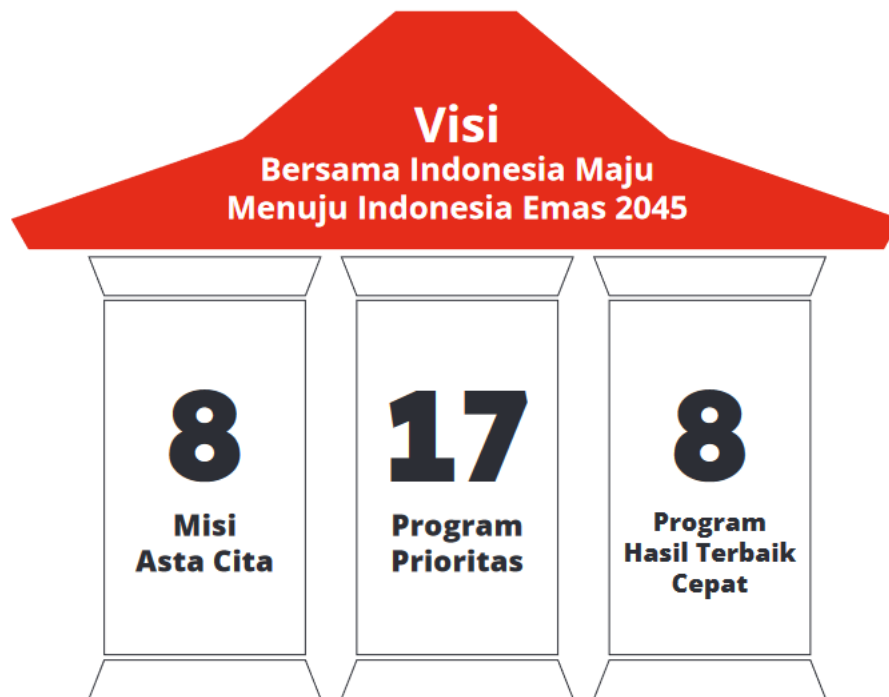 Visi
Bersama Indonesia Maju
Menuju Indonesia Emas 2045
8
Misi
Asta Cita
17
Program
Prioritas
8
Program
Hasil Terbaik
Cepat